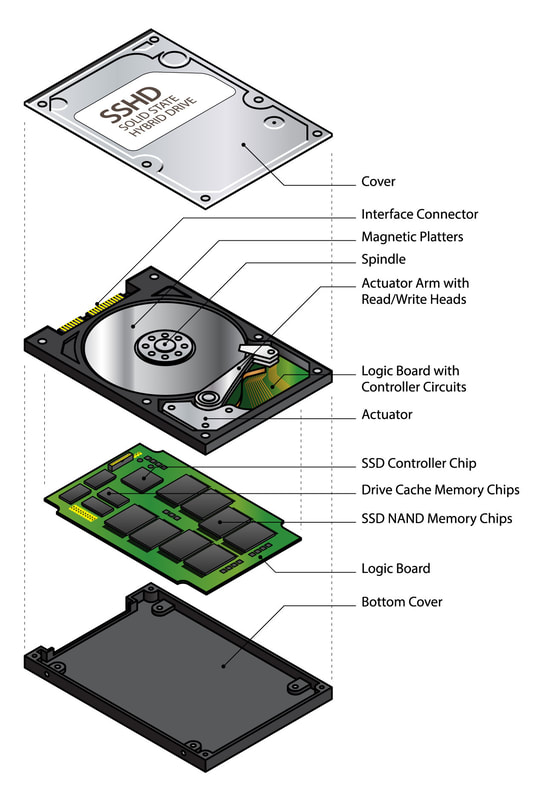 SSHD
SOLID STATE
HYBRID DRIVE
Cover
Interface Connector
Magnetic Platters
Spindle
Actuator Arm with
Read/Write Heads
Logic Board with
Controller Circuits
Actuator
SSD Controller Chip
Drive Cache Memory Chips
SSD NAND Memory Chips
Logic Board
Bottom Cover